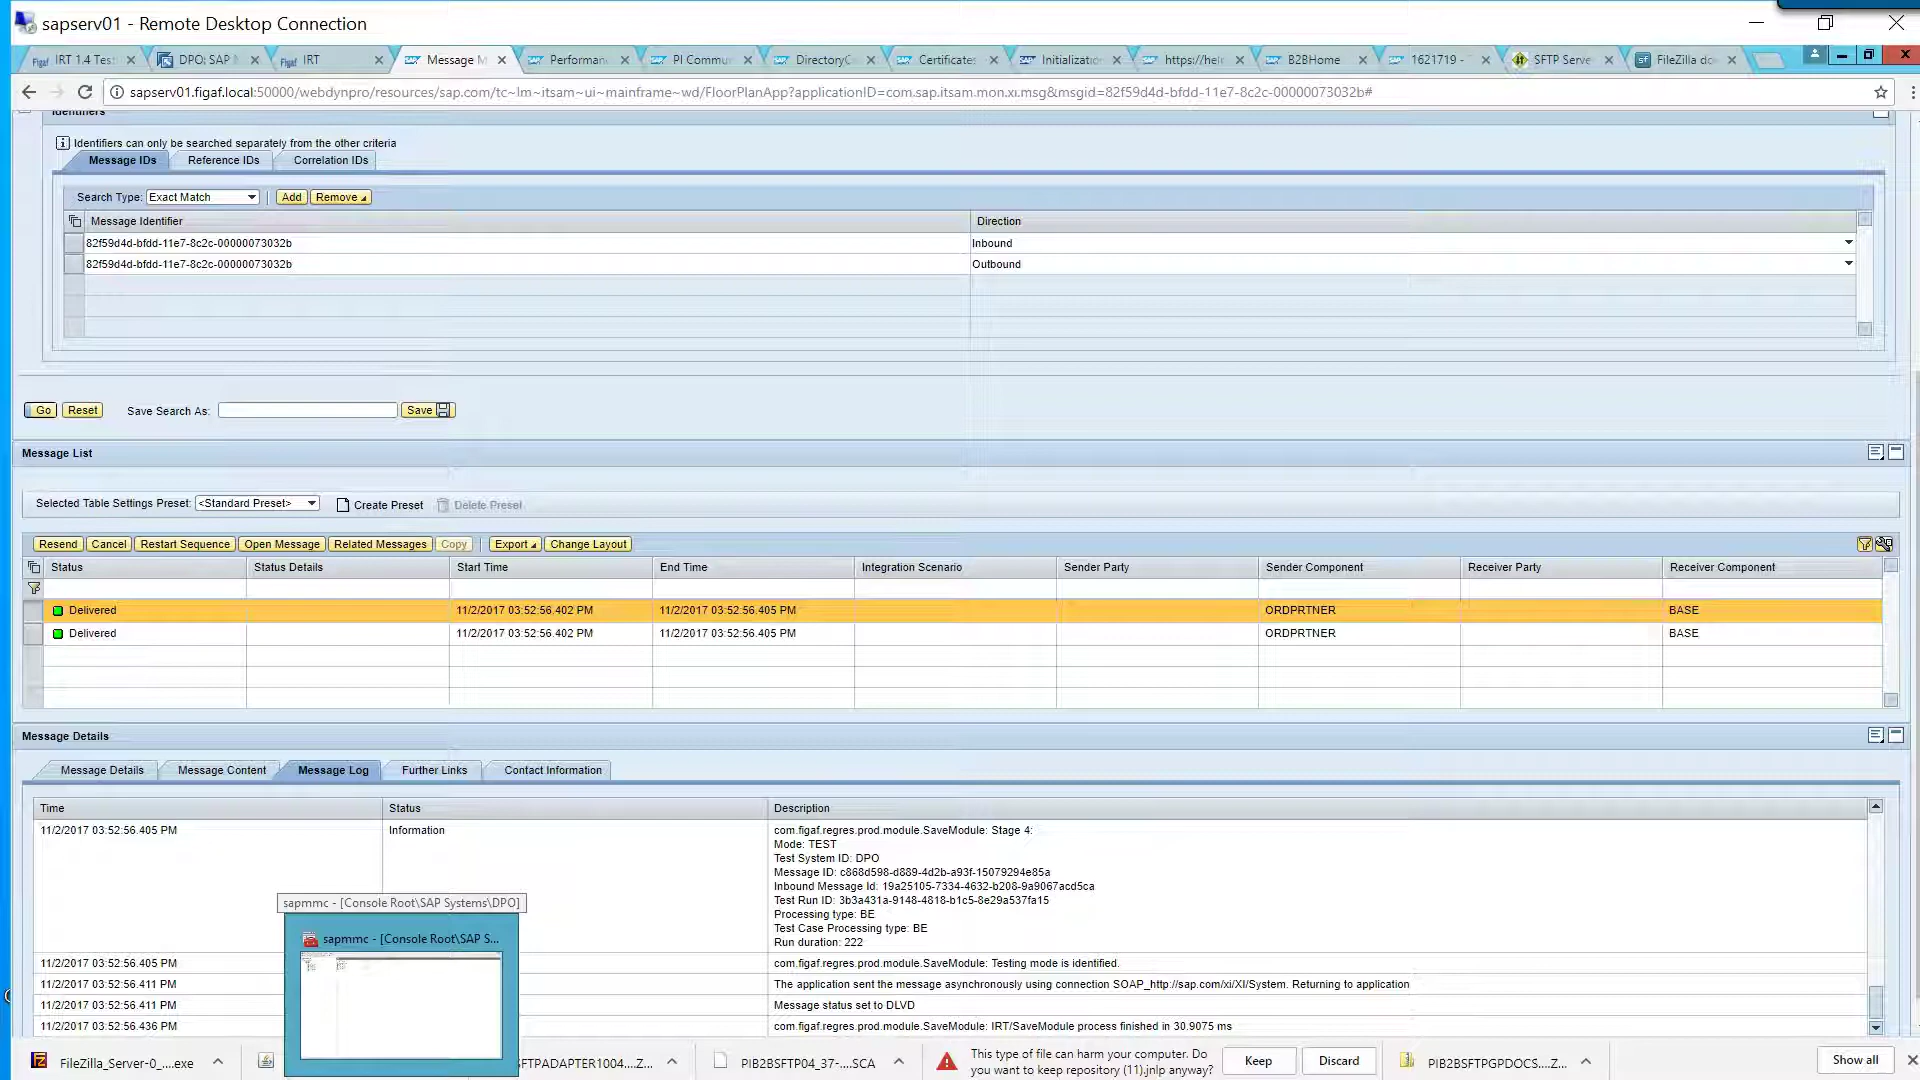 sapserv01 - Remote Desktop Connection
IRT 1.4 Tes
DPO: SAP
IRT
Message M
Performan
PI Commu
DirectoryC
Certificates
Initializatio
https://hel
B2BHome
1621719 -
SFTP Serve
FileZilla do
sapserv01.figaf.local:50000/webdynpro/resources/sap.com/tc~lm~itsam~ui~mainframe~wd/FloorPlanApp?applicationID=com.sap.itsam.mon.xi.msg&msgid=82f59d4d-bfdd-11e7-8c2c-00000073032b#
Identifiers
Identifiers can only be searched separately from the other criteria
Message IDs Reference IDs Correlation IDs
Search Type: Exact Match Add Remove
Message Identifier Direction
82f59d4d-bfdd-11e7-8c2c-00000073032b Inbound
82f59d4d-bfdd-11e7-8c2c-00000073032b Outbound
Go Reset Save Search As: Save
Message List
Selected Table Settings Preset: <Standard Preset> Create Preset Delete Preset
Resend Cancel Restart Sequence Open Message Related Messages Copy Export Change Layout
Status Status Details Start Time End Time Integration Scenario Sender Party Sender Component Receiver Party Receiver Component
Delivered 11/2/2017 03:52:56.402 PM 11/2/2017 03:52:56.405 PM ORDPRTNER BASE
Delivered 11/2/2017 03:52:56.402 PM 11/2/2017 03:52:56.405 PM ORDPRTNER BASE
Message Details
Message Details Message Content Message Log Further Links Contact Information
Time Status Description
11/2/2017 03:52:56.405 PM Information com.figaf.regres.prod.module.SaveModule: Stage 4:
Mode: TEST
Test System ID: DPO
Message ID: c868d598-d889-4d2b-a93f-15079294e85a
Inbound Message Id: 19a25105-7334-4632-b208-9a9067acd5ca
Test Run ID: 3b3a431a-9148-4818-b1c5-8e29a537fa15
Processing type: BE
Test Case Processing type: BE
Run duration: 222
11/2/2017 03:52:56.405 PM com.figaf.regres.prod.module.SaveModule: Testing mode is identified.
11/2/2017 03:52:56.411 PM The application sent the message asynchronously using connection SOAP_http://sap.com/xi/XI/System. Returning to application
11/2/2017 03:52:56.411 PM Message status set to DLVD
11/2/2017 03:52:56.436 PM com.figaf.regres.prod.module.SaveModule: IRT/SaveModule process finished in 30.9075 ms
sapmmc - [Console Root\SAP Systems\DPO]
sapmmc - [Console Root\SAP S...
FileZilla_Server-0_....exe
SFTPADAPTER1004....Z...
PIB2BSFTP04_37-....SCA
This type of file can harm your computer. Do
you want to keep repository (11).jnlp anyway?
Keep Discard
PIB2BSFTPGPDOCS....Z...
Show all